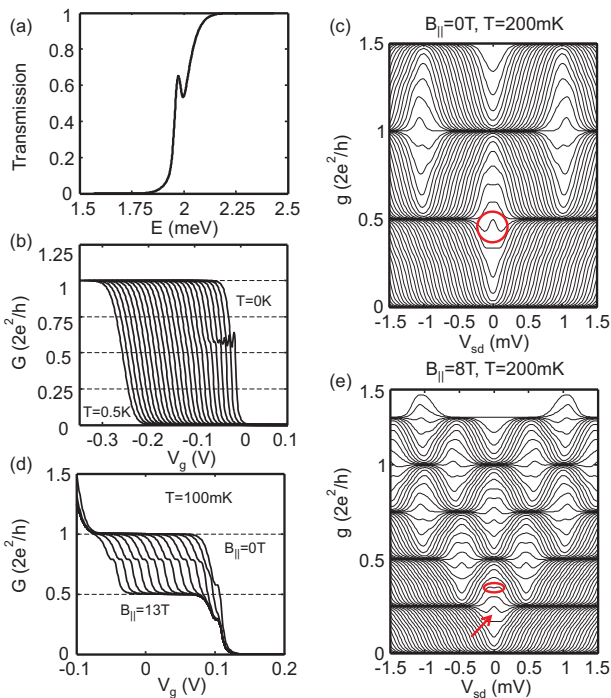 (a)
Transmission
1
0.8
0.6
0.4
0.2
0
1.5 1.75 2 2.25 2.5
E (meV)
(b)
G (2e²/h)
1.25
1
0.75
0.5
0.25
0
T=0K
T=0.5K
-0.3 -0.2 -0.1 0 0.1
V_g (V)
(d)
G (2e²/h)
1.5
1
0.5
0
T=100mK
B_||=0T
B_||=13T
-0.1 0 0.1 0.2
V_g (V)
(c)
B_||=0T, T=200mK
g (2e²/h)
1.5
1
0.5
0
-1.5 -1 -0.5 0 0.5 1 1.5
V_sd (mV)
(e)
B_||=8T, T=200mK
g (2e²/h)
1.5
1
0.5
0
-1.5 -1 -0.5 0 0.5 1 1.5
V_sd (mV)